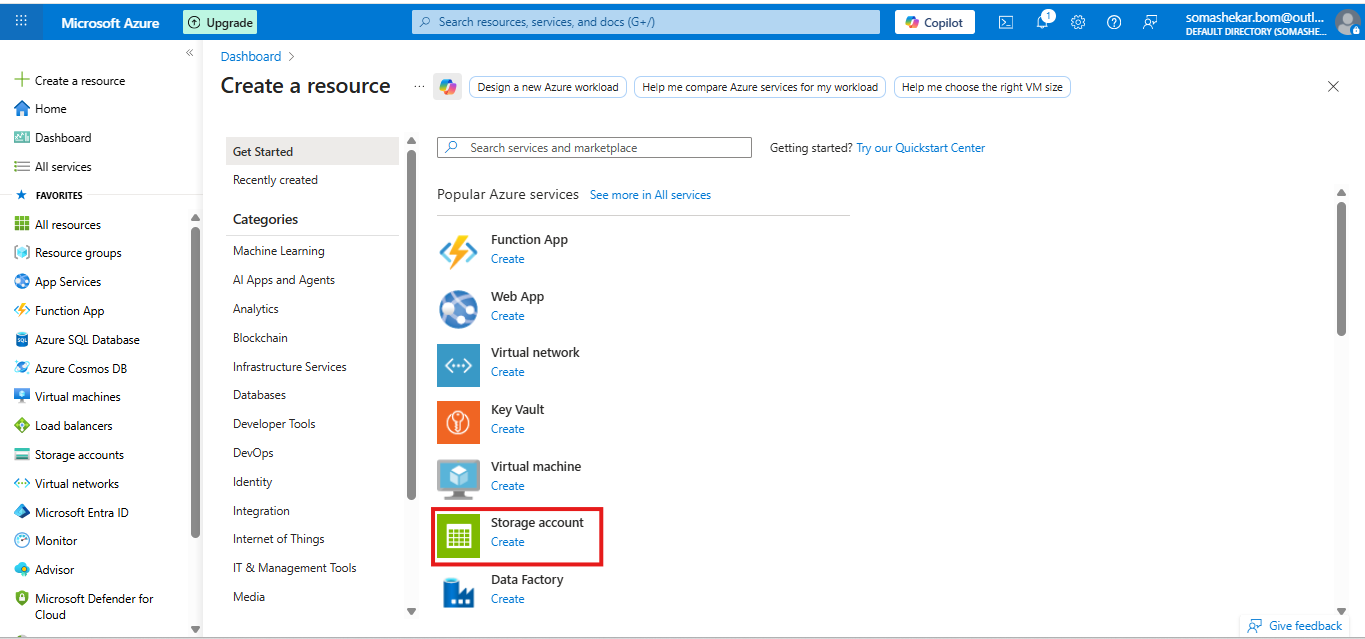 Microsoft Azure
Upgrade
Search resources, services, and docs (G+/)
Copilot
1
somashekar.bom@outl...
DEFAULT DIRECTORY (SOMASHE...
Create a resource
Home
Dashboard
All services
FAVORITES
All resources
Resource groups
App Services
Function App
Azure SQL Database
Azure Cosmos DB
Virtual machines
Load balancers
Storage accounts
Virtual networks
Microsoft Entra ID
Monitor
Advisor
Microsoft Defender for
Cloud
Dashboard
Create a resource
...
Design a new Azure workload
Help me compare Azure services for my workload
Help me choose the right VM size
Get Started
Recently created
Categories
Machine Learning
AI Apps and Agents
Analytics
Blockchain
Infrastructure Services
Databases
Developer Tools
DevOps
Identity
Integration
Internet of Things
IT & Management Tools
Media
Search services and marketplace
Getting started? Try our Quickstart Center
Popular Azure services See more in All services
Function App
Create
Web App
Create
Virtual network
Create
Key Vault
Create
Virtual machine
Create
Storage account
Create
Data Factory
Create
Give feedback